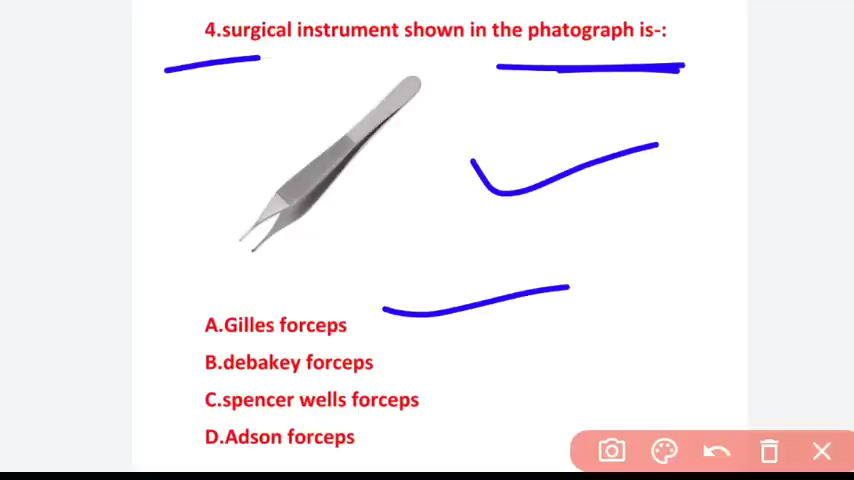 4.surgical instrument shown in the phatograph is-:
A.Gilles forceps
B.debakey forceps
C.spencer wells forceps
D.Adson forceps